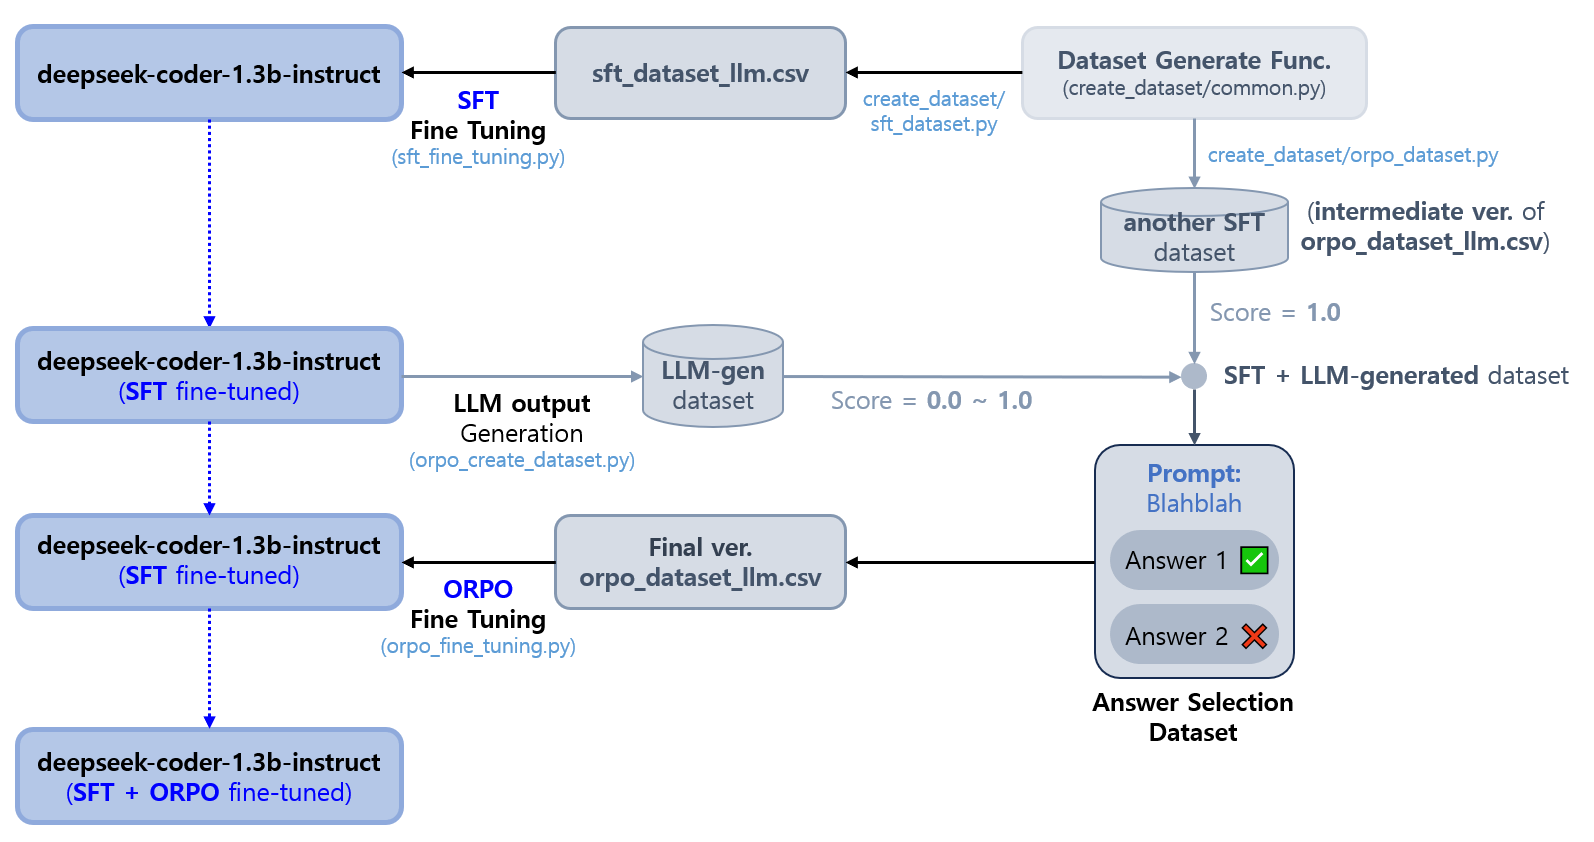 deepseek-coder-1.3b-instruct
SFT
Fine Tuning
(sft_fine_tuning.py)
sft_dataset_llm.csv
create_dataset/
sft_dataset.py
Dataset Generate Func.
(create_dataset/common.py)
create_dataset/orpo_dataset.py
another SFT
dataset
(intermediate ver. of
orpo_dataset_llm.csv)
Score = 1.0
deepseek-coder-1.3b-instruct
(SFT fine-tuned)
LLM output
Generation
(orpo_create_dataset.py)
LLM-gen
dataset
Score = 0.0 ~ 1.0
SFT + LLM-generated dataset
Prompt:
Blahblah
Answer 1
Answer 2
Answer Selection
Dataset
deepseek-coder-1.3b-instruct
(SFT fine-tuned)
ORPO
Fine Tuning
(orpo_fine_tuning.py)
Final ver.
orpo_dataset_llm.csv
deepseek-coder-1.3b-instruct
(SFT + ORPO fine-tuned)